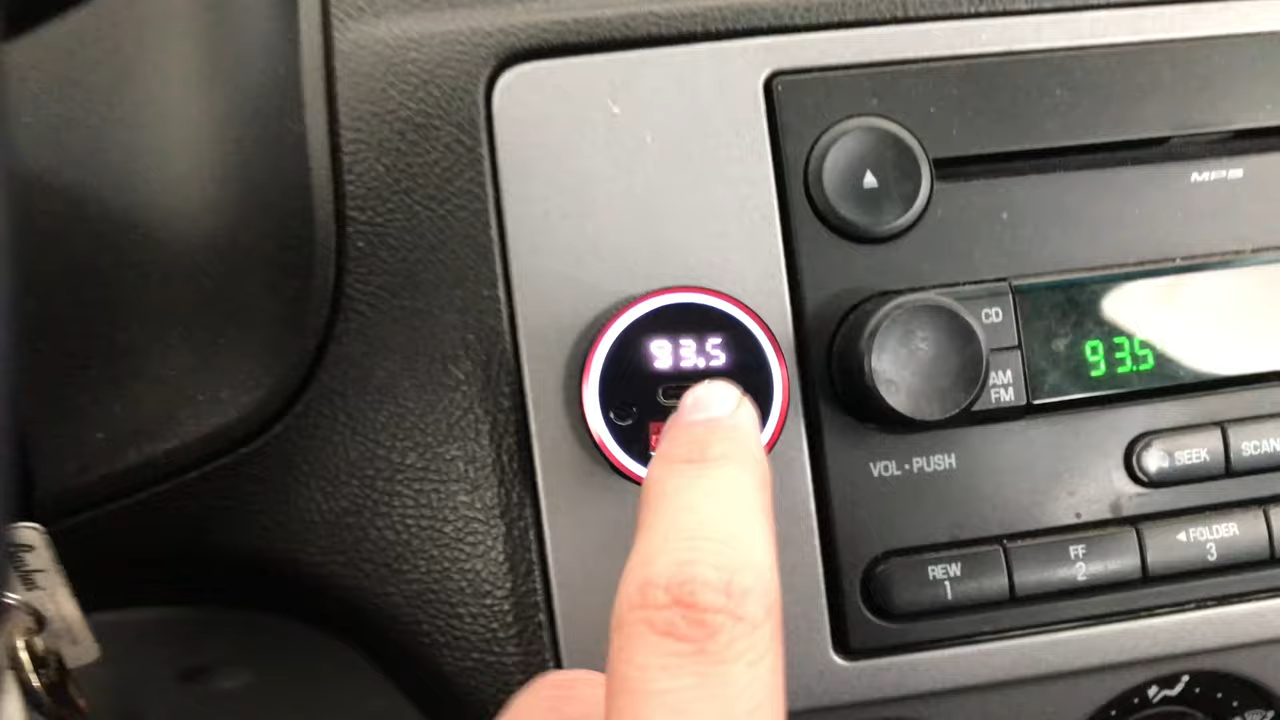 MP3
93.5
CD
AM
FM
93.5
VOL•PUSH
SEEK
SCAN
REW
1
FF
2
◀FOLDER
3